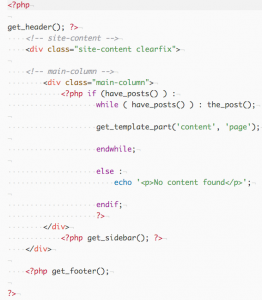 <?php
get_header(); ?>
<!-- site-content -->
<div class="site-content clearfix">
<!-- main-column -->
<div class="main-column">
<?php if (have_posts() ) :
while ( have_posts() ) : the_post();
get_template_part('content', 'page');
endwhile;
else :
echo '<p>No content found</p>';
endif;
?>
</div>
<?php get_sidebar(); ?>
</div>
<?php get_footer();
?>